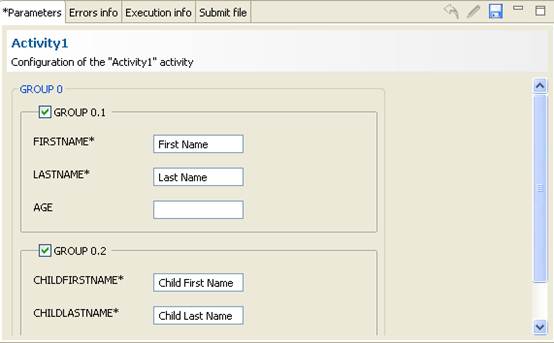 *Parameters Errors info Execution info Submit file
Activity1
Configuration of the "Activity1" activity
GROUP 0
GROUP 0.1
FIRSTNAME* First Name
LASTNAME* Last Name
AGE
GROUP 0.2
CHILDFIRSTNAME* Child First Name
CHILDLASTNAME* Child Last Name